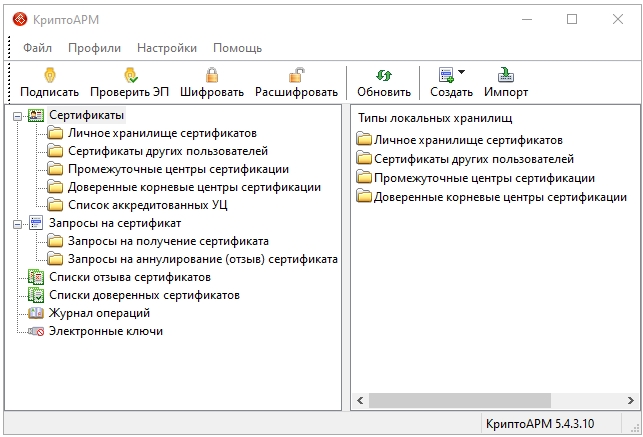 КриптоАРМ
Файл Профили Настройки Помощь
Подписать Проверить ЭП Шифровать Расшифровать Обновить Создать Импорт
Сертификаты
Личное хранилище сертификатов
Сертификаты других пользователей
Промежуточные центры сертификации
Доверенные корневые центры сертификации
Список аккредитованных УЦ
Запросы на сертификат
Запросы на получение сертификата
Запросы на аннулирование (отзыв) сертификата
Списки отзыва сертификатов
Списки доверенных сертификатов
Журнал операций
Электронные ключи
Типы локальных хранилищ
Личное хранилище сертификатов
Сертификаты других пользователей
Промежуточные центры сертификации
Доверенные корневые центры сертификации
КриптоАРМ 5.4.3.10